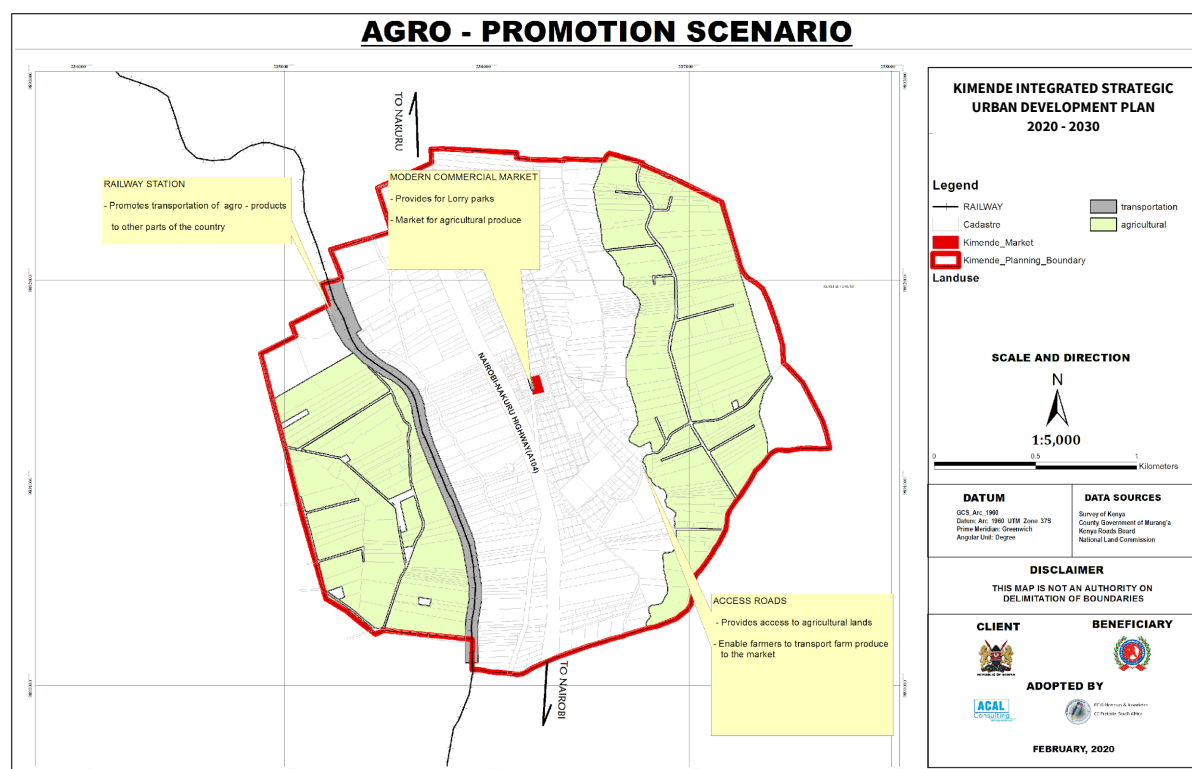 AGRO - PROMOTION SCENARIO
TO NAKURU
RAILWAY STATION
- Promotes transportation of agro - products
to other parts of the country
MODERN COMMERCIAL MARKET
- Provides for Lorry parks
- Market for agricultural produce
NAIROBI-NAKURU HIGHWAY(A104)
ACCESS ROADS
- Provides access to agricultural lands
- Enable farmers to transport farm produce
to the market
TO NAIROBI
KIMENDE INTEGRATED STRATEGIC
URBAN DEVELOPMENT PLAN
2020 - 2030
Legend
RAILWAY
Cadastre
Kimende_Market
Kimende_Planning_Boundary
Landuse
transportation
agricultural
SCALE AND DIRECTION
N
1:5,000
0 0.5 1
Kilometers
DATUM
GCS_Arc_1960
Datum: Arc 1960 UTM Zone 37S
Prime Meridian: Greenwich
Angular Unit: Degree
DATA SOURCES
Survey of Kenya
County Government of Murang'a
Kenya Roads Board
National Land Commission
DISCLAIMER
THIS MAP IS NOT AN AUTHORITY ON
DELIMITATION OF BOUNDARIES
CLIENT
BENEFICIARY
REPUBLIC OF KENYA
ADOPTED BY
ACAL
Consulting
FEBRUARY, 2020